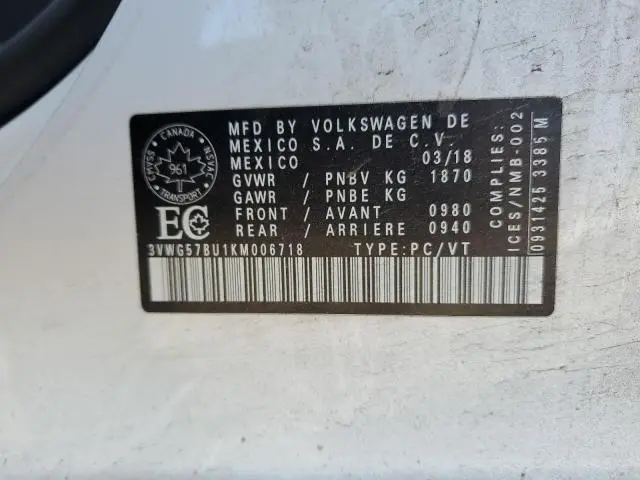 MFD BY VOLKSWAGEN DE
MEXICO S.A. DE C.V.
MEXICO 03/18
GVWR / PNBV KG 1870
GAWR / PNBE KG
FRONT / AVANT 0980
REAR / ARRIERE 0940
3VWG57BU1KM006718 TYPE:PC/VT
CANADA
CMVSS
NSVAC
961
TRANSPORT
EC
COMPLIES:
ICES/NMB-002
0931425 3385 M